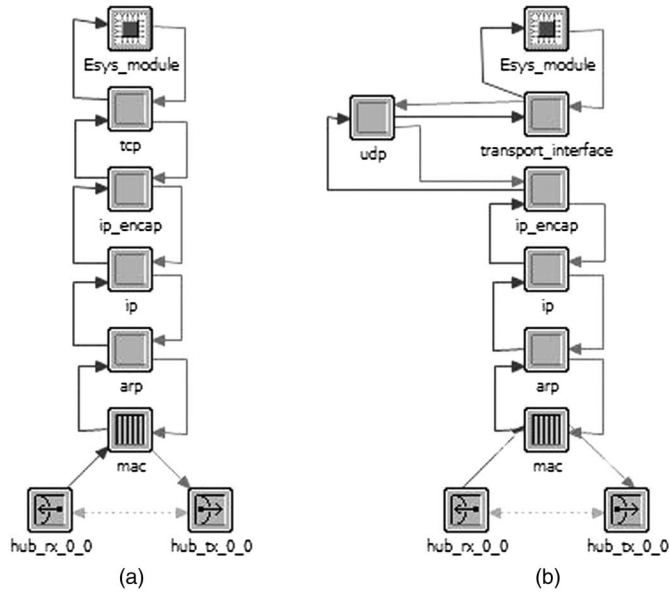 Esys_module
tcp
ip_encap
ip
arp
mac
hub_rx_0_0
hub_tx_0_0
(a)
Esys_module
udp
transport_interface
ip_encap
ip
arp
mac
hub_rx_0_0
hub_tx_0_0
(b)